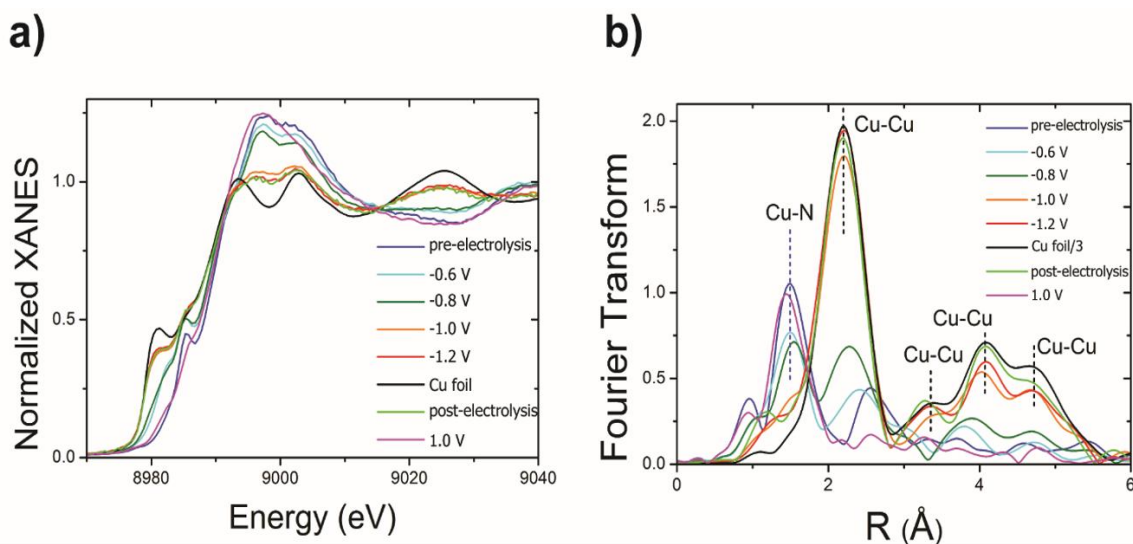 a)
Normalized XANES
1.0
0.5
0.0
8980
9000
9020
9040
Energy (eV)
pre-electrolysis
-0.6 V
-0.8 V
-1.0 V
-1.2 V
Cu foil
post-electrolysis
1.0 V
b)
Fourier Transform
2.0
1.5
1.0
0.5
0.0
0
2
4
6
R (Å)
Cu-N
Cu-Cu
Cu-Cu
Cu-Cu
Cu-Cu
pre-electrolysis
-0.6 V
-0.8 V
-1.0 V
-1.2 V
Cu foil/3
post-electrolysis
1.0 V